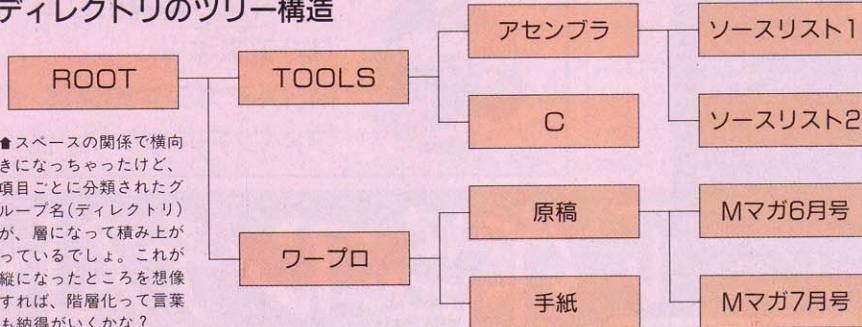 ディレクトリのツリー構造
ROOT
TOOLS
アセンブラ
ソースリスト1
ソースリスト2
C
ワープロ
原稿
Mマガ6月号
Mマガ7月号
手紙
⬆スペースの関係で横向
きになっちゃったけど、
項目ごとに分類されたグ
ループ名(ディレクトリ)
が、層になって積み上が
っているでしょ。これが
縦になったところを想像
すれば、階層化って言葉
も納得がいくかな？